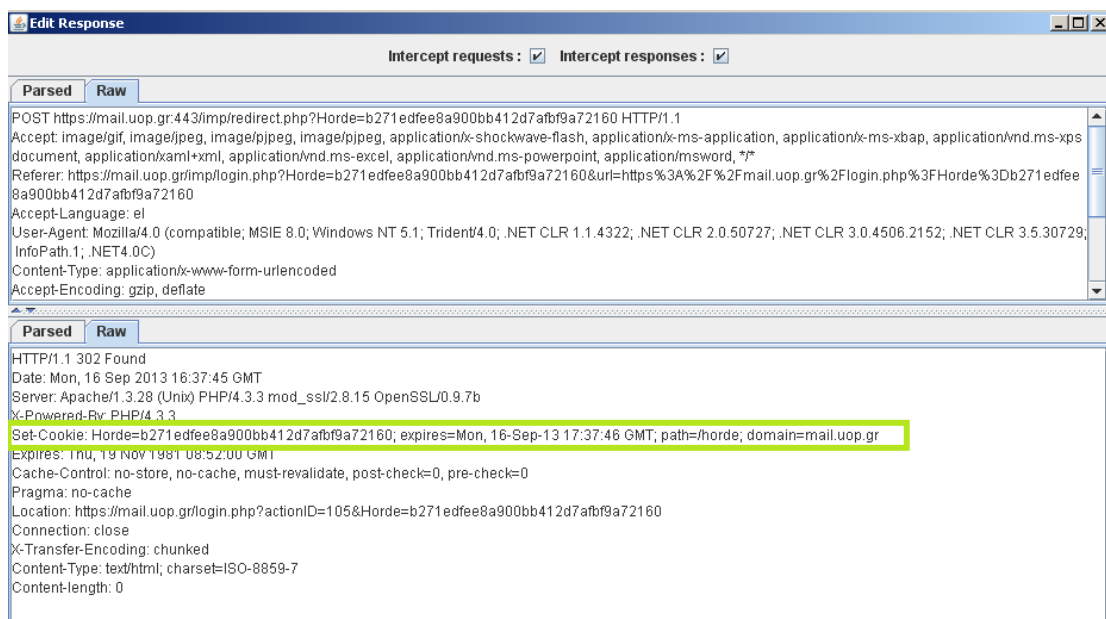 Edit Response
Intercept requests : Intercept responses :
Parsed Raw
POST https://mail.uop.gr:443/imp/redirect.php?Horde=b271edfee8a900bb412d7afbf9a72160 HTTP/1.1
Accept: image/gif, image/jpeg, image/pjpeg, image/pjpeg, application/x-shockwave-flash, application/x-ms-application, application/x-ms-xbap, application/vnd.ms-xps
document, application/xaml+xml, application/vnd.ms-excel, application/vnd.ms-powerpoint, application/msword, */*
Referer: https://mail.uop.gr/imp/login.php?Horde=b271edfee8a900bb412d7afbf9a72160&url=https%3A%2F%2Fmail.uop.gr%2Flogin.php%3FHorde%3Db271edfee
8a900bb412d7afbf9a72160
Accept-Language: el
User-Agent: Mozilla/4.0 (compatible; MSIE 8.0; Windows NT 5.1; Trident/4.0; .NET CLR 1.1.4322; .NET CLR 2.0.50727; .NET CLR 3.0.4506.2152; .NET CLR 3.5.30729;
InfoPath.1; .NET4.0C)
Content-Type: application/x-www-form-urlencoded
Accept-Encoding: gzip, deflate
Parsed Raw
HTTP/1.1 302 Found
Date: Mon, 16 Sep 2013 16:37:45 GMT
Server: Apache/1.3.28 (Unix) PHP/4.3.3 mod_ssl/2.8.15 OpenSSL/0.9.7b
X-Powered-By: PHP/4.3.3
Set-Cookie: Horde=b271edfee8a900bb412d7afbf9a72160; expires=Mon, 16-Sep-13 17:37:46 GMT; path=/horde; domain=mail.uop.gr
Expires: Thu, 19 Nov 1981 08:52:00 GMT
Cache-Control: no-store, no-cache, must-revalidate, post-check=0, pre-check=0
Pragma: no-cache
Location: https://mail.uop.gr/login.php?actionID=105&Horde=b271edfee8a900bb412d7afbf9a72160
Connection: close
X-Transfer-Encoding: chunked
Content-Type: text/html; charset=ISO-8859-7
Content-length: 0